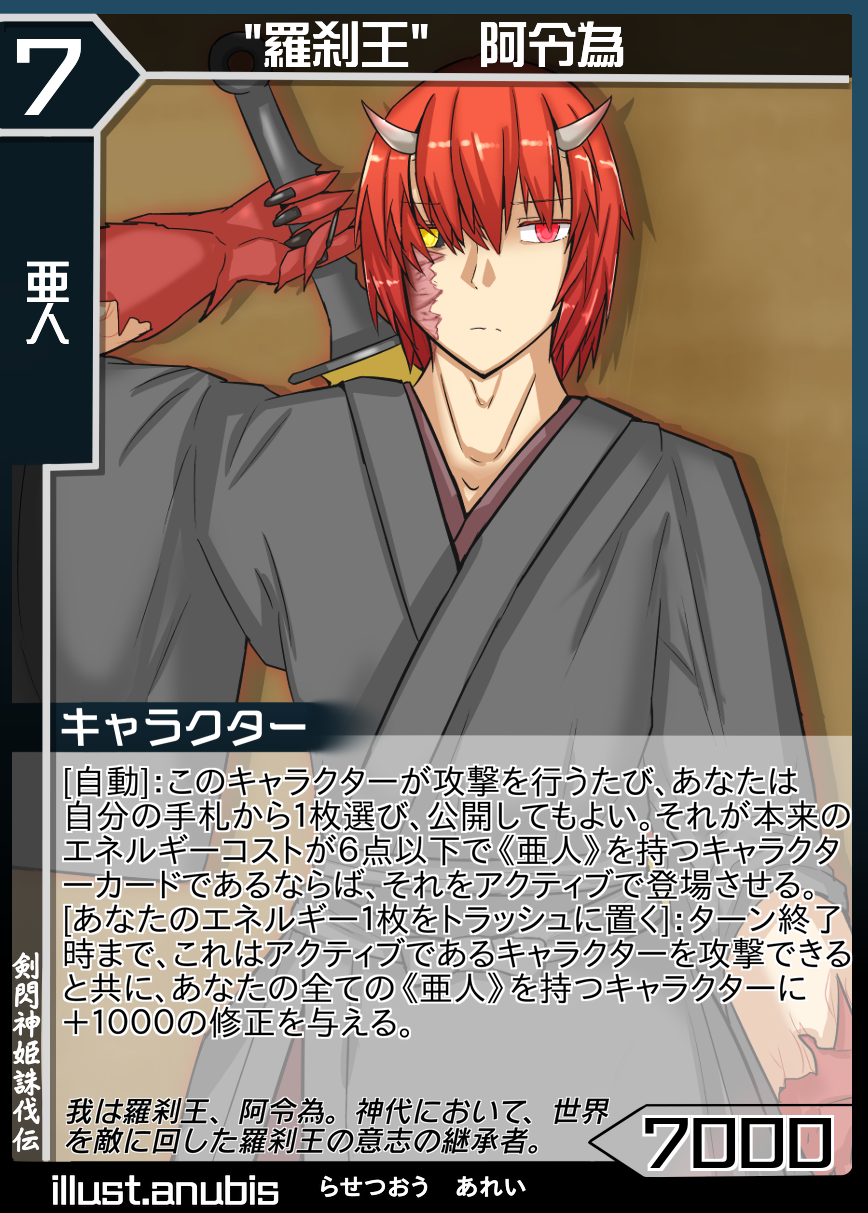 7
"羅刹王"　阿令為
亜人
キャラクター
[自動]：このキャラクターが攻撃を行うたび、あなたは
自分の手札から1枚選び、公開してもよい。それが本来の
エネルギーコストが6点以下で《亜人》を持つキャラクタ
ーカードであるならば、それをアクティブで登場させる。
[あなたのエネルギー1枚をトラッシュに置く]：ターン終了
時まで、これはアクティブであるキャラクターを攻撃できる
と共に、あなたの全ての《亜人》を持つキャラクターに
＋1000の修正を与える。
剣閃神姫誅伐伝
我は羅刹王、阿令為。神代において、世界
を敵に回した羅刹王の意志の継承者。
7000
illust.anubis
らせつおう　あれい